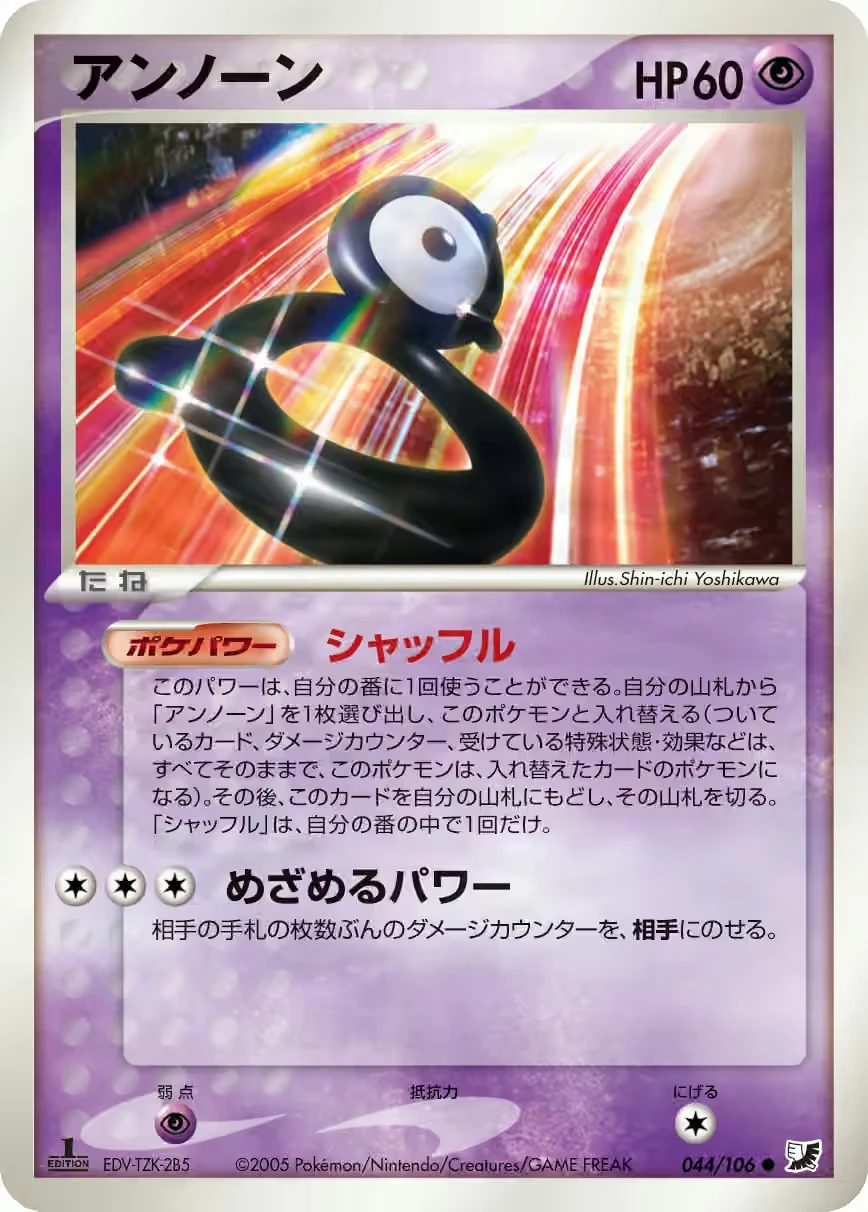 アンノーン HP60
たね Illus.Shin-ichi Yoshikawa
ポケパワー シャッフル
このパワーは、自分の番に1回使うことができる。自分の山札から
「アンノーン」を1枚選び出し、このポケモンと入れ替える(ついて
いるカード、ダメージカウンター、受けている特殊状態・効果などは、
すべてそのままで、このポケモンは、入れ替えたカードのポケモンに
なる)。その後、このカードを自分の山札にもどし、その山札を切る。
「シャッフル」は、自分の番の中で1回だけ。
めざめるパワー
相手の手札の枚数ぶんのダメージカウンターを、相手にのせる。
弱点 抵抗力 にげる
1 EDITION EDV-TZK-2B5 ©2005 Pokémon/Nintendo/Creatures/GAME FREAK 044/106